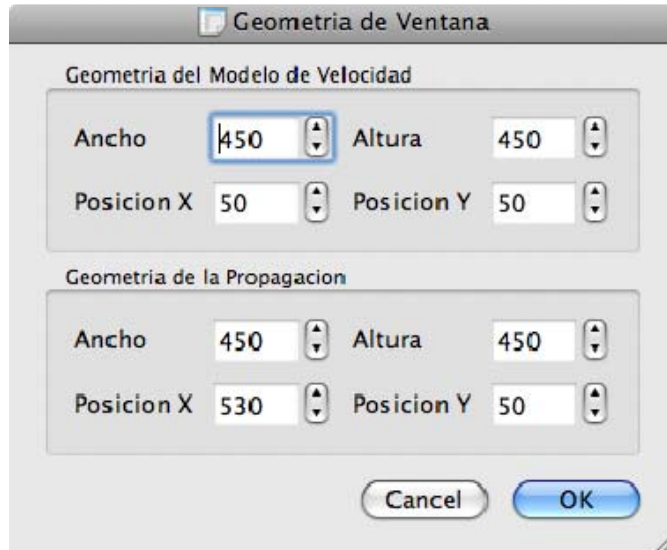 Geometria de Ventana
Geometria del Modelo de Velocidad
Ancho 450 Altura 450
Posicion X 50 Posicion Y 50
Geometria de la Propagacion
Ancho 450 Altura 450
Posicion X 530 Posicion Y 50
Cancel OK